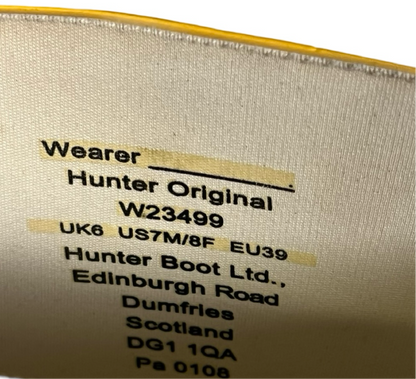 Wearer ____________.
Hunter Original
W23499
UK6 US7M/8F EU39
Hunter Boot Ltd.,
Edinburgh Road
Dumfries
Scotland
DG1 1QA
Pa 0108